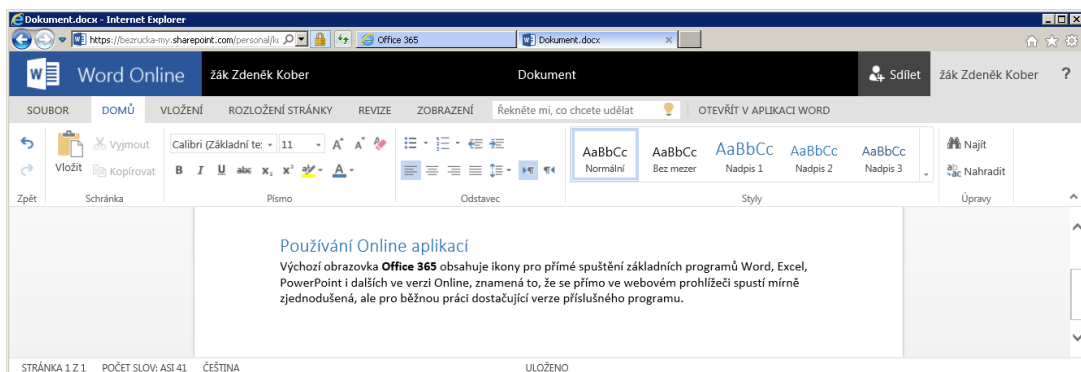 Dokument.docx - Internet Explorer
https://bezrucka-my.sharepoint.com/personal/k Office 365 Dokument.docx
Word Online žák Zdeněk Kober Dokument Sdílet žák Zdeněk Kober ?
SOUBOR DOMŮ VLOŽENÍ ROZLOŽENÍ STRÁNKY REVIZE ZOBRAZENÍ Řekněte mi, co chcete udělat OTEVŘÍT V APLIKACI WORD
Vložit Vyjmout Kopírovat
Calibri (Základní te: 11
B I U abc x₂ x² A
AaBbCc AaBbCc AaBbCc AaBbCc AaBbCc
Normální Bez mezer Nadpis 1 Nadpis 2 Nadpis 3
Najít
Nahradit
Zpět Schránka Písmo Odstavec Styly Úpravy
Používání Online aplikací
Výchozí obrazovka Office 365 obsahuje ikony pro přímé spuštění základních programů Word, Excel,
PowerPoint i dalších ve verzi Online, znamená to, že se přímo ve webovém prohlížeči spustí mírně
zjednodušená, ale pro běžnou práci dostačující verze příslušného programu.
STRÁNKA 1 Z 1 POČET SLOV: ASI 41 ČEŠTINA ULOŽENO